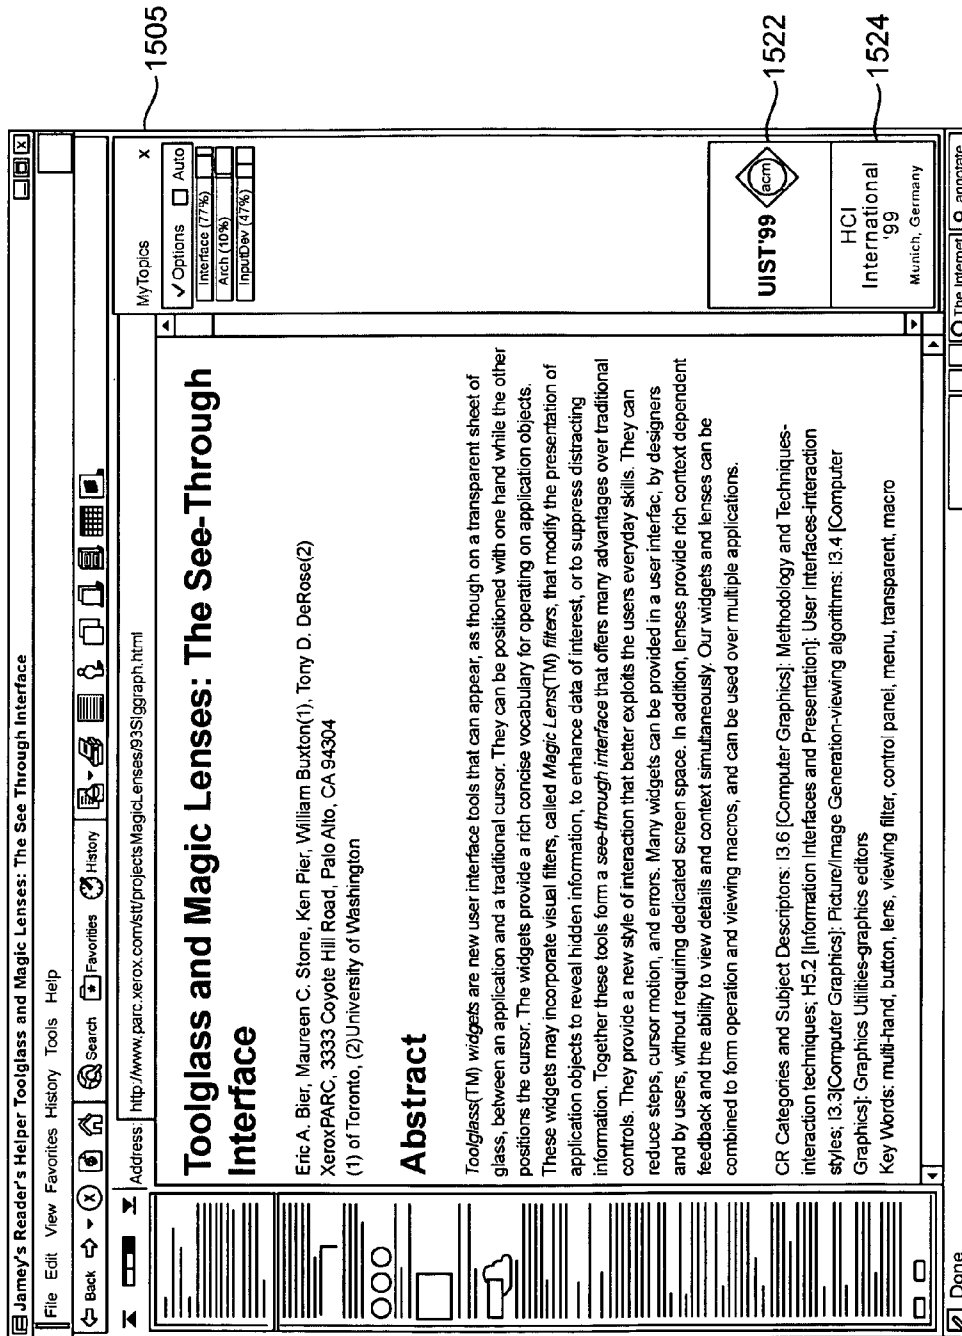 Jamey's Reader's Helper Toolglass and Magic Lenses: The See Through Interface
File Edit View Favorites History Tools Help
Back Search Favorites History
Address: http://www.parc.xerox.com/stt/projectsMagicLenses/93SIggraph.html
Toolglass and Magic Lenses: The See-Through
Interface
Eric A. Bier, Maureen C. Stone, Ken Pier, William Buxton(1), Tony D. DeRose(2)
XeroxPARC, 3333 Coyote Hill Road, Palo Alto, CA 94304
(1) of Toronto, (2)University of Washington
Abstract
Toolglass(TM) widgets are new user interface tools that can appear, as though on a transparent sheet of
glass, between an application and a traditional cursor. They can be positioned with one hand while the other
positions the cursor. The widgets provide a rich concise vocabulary for operating on application objects.
These widgets may incorporate visual filters, called Magic Lens(TM) filters, that modify the presentation of
application objects to reveal hidden information, to enhance data of interest, or to suppress distracting
information. Together these tools form a see-through interface that offers many advantages over traditional
controls. They provide a new style of interaction that better exploits the users everyday skills. They can
reduce steps, cursor motion, and errors. Many widgets can be provided in a user interfac, by designers
and by users, without requiring dedicated screen space. In addition, lenses provide rich context dependent
feedback and the ability to view details and context simultaneously. Our widgets and lenses can be
combined to form operation and viewing macros, and can be used over multiple applications.
CR Categories and Subject Descriptors: I3.6 [Computer Graphics]: Methodology and Techniques-
interaction techniques; H5.2 [Information Interfaces and Presentation]: User Interfaces-interaction
styles; I3.3[Computer Graphics]: Picture/Image Generation-viewing algorithms: I3.4 [Computer
Graphics]: Graphics Utilities-graphics editors
Key Words: multi-hand, button, lens, viewing filter, control panel, menu, transparent, macro
MyTopics x
Options Auto
Interface (77%)
Arch (10%)
InputDev (47%)
UIST'99 acm
HCI
International
'99
Munich, Germany
Done
The Internet annotate
1505
1522
1524